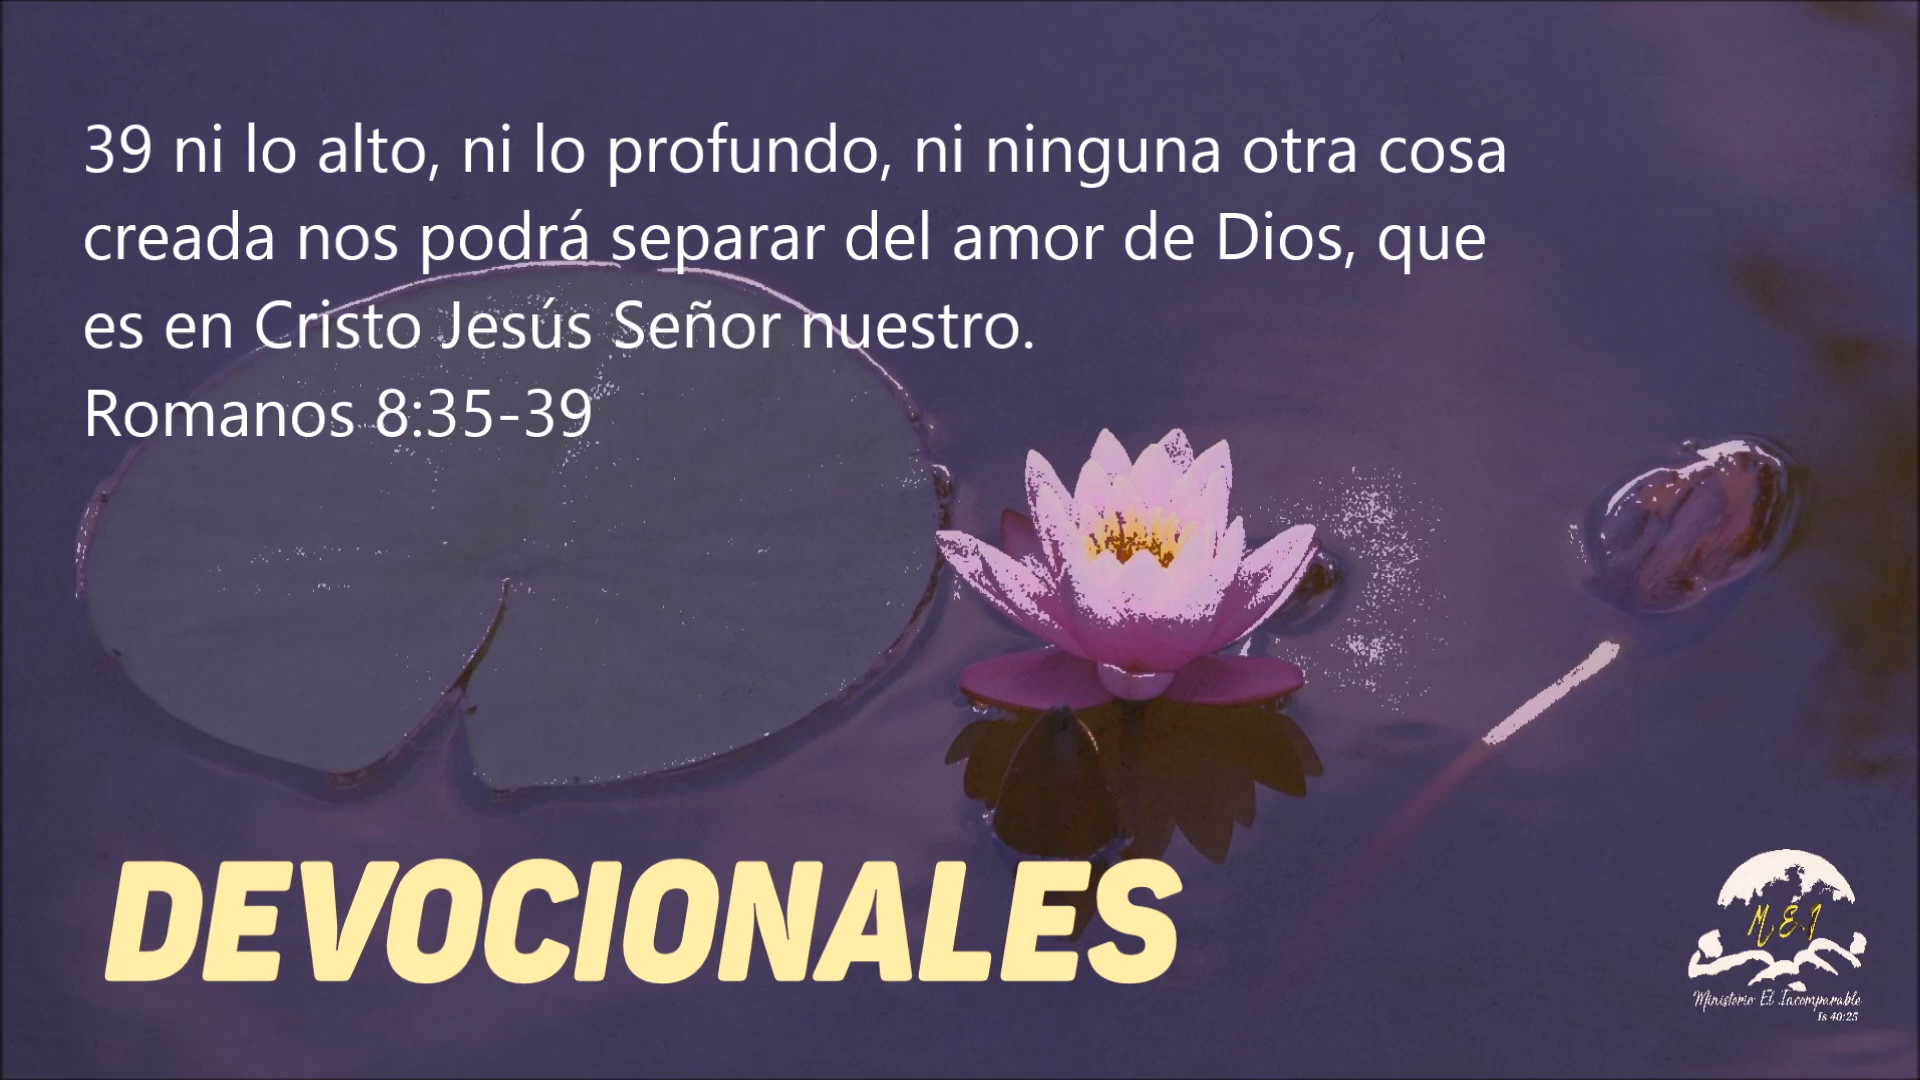 39 ni lo alto, ni lo profundo, ni ninguna otra cosa
creada nos podrá separar del amor de Dios, que
es en Cristo Jesús Señor nuestro.
Romanos 8:35-39
DEVOCIONALES
M.E.I
Ministerio El Incomparable
Is 40:25